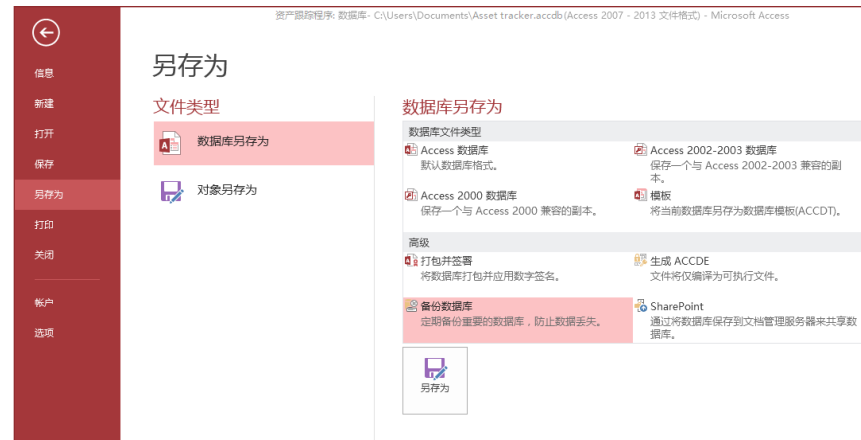 资产跟踪程序: 数据库- C:\Users\Documents\Asset tracker.accdb(Access 2007 - 2013 文件格式) - Microsoft Access
信息
新建
打开
保存
另存为
打印
关闭
帐户
选项
另存为
文件类型
数据库另存为
对象另存为
数据库另存为
数据库文件类型
Access 数据库
默认数据库格式。
Access 2002-2003 数据库
保存一个与 Access 2002-2003 兼容的副
本。
Access 2000 数据库
保存一个与 Access 2000 兼容的副本。
模板
将当前数据库另存为数据库模板(ACCDT)。
高级
打包并签署
将数据库打包并应用数字签名。
生成 ACCDE
文件将仅编译为可执行文件。
备份数据库
定期备份重要的数据库，防止数据丢失。
SharePoint
通过将数据库保存到文档管理服务器来共享数
据库。
另存为